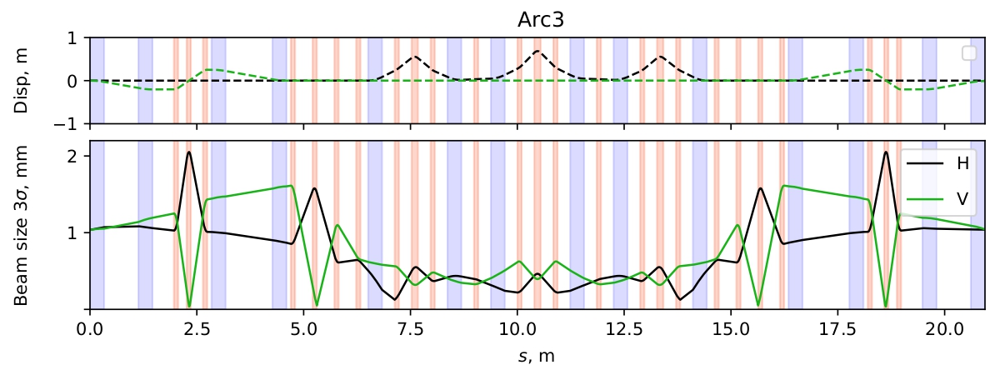 Arc3
Disp, m
1
0
−1
Beam size 3σ, mm
2
1
H
V
0.0 2.5 5.0 7.5 10.0 12.5 15.0 17.5 20.0
s, m